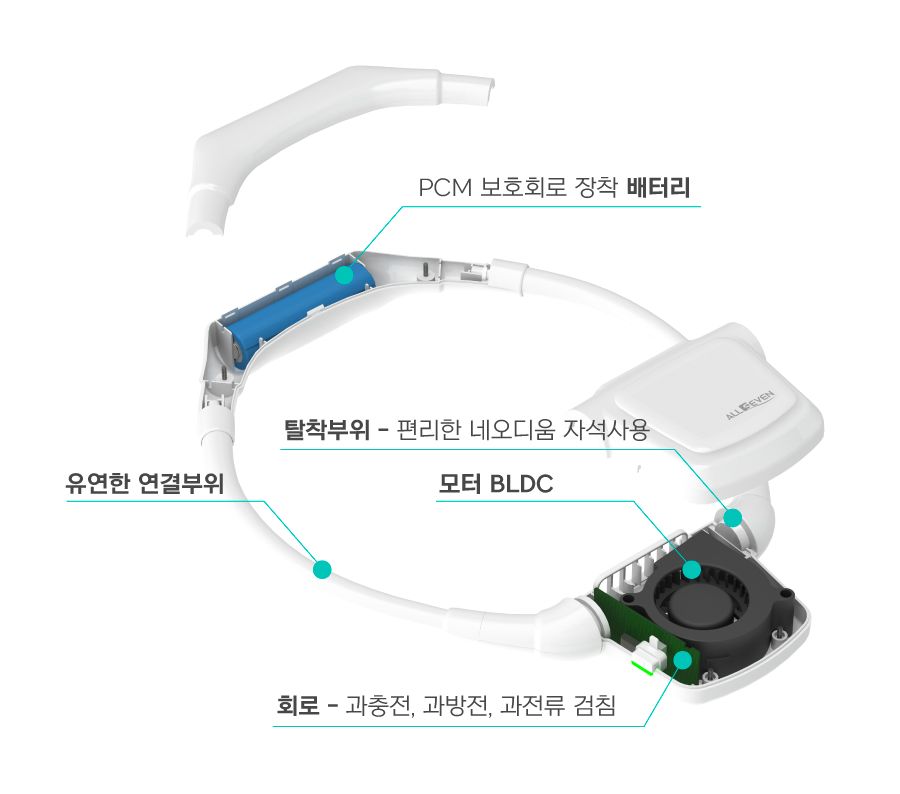 PCM 보호회로 장착 배터리
ALLSEVEN
탈착부위 - 편리한 네오디움 자석사용
유연한 연결부위
모터 BLDC
회로 - 과충전, 과방전, 과전류 검침